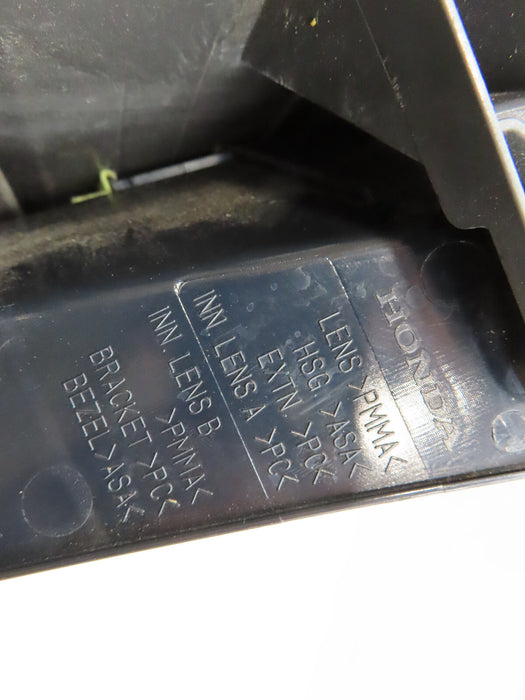 HONDA
LENS >PMMA<
HSG. >ASA<
EXTN >PC<
INN LENS A >PC<
INN. LENS B >PMMA<
BRACKET >PC<
BEZEL >ASA<